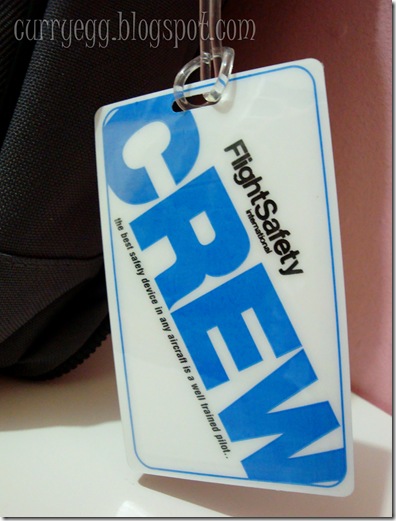 curryegg.blogspot.com
FlightSafety
international
CREW
the best safety device in any aircraft is a well trained pilot..